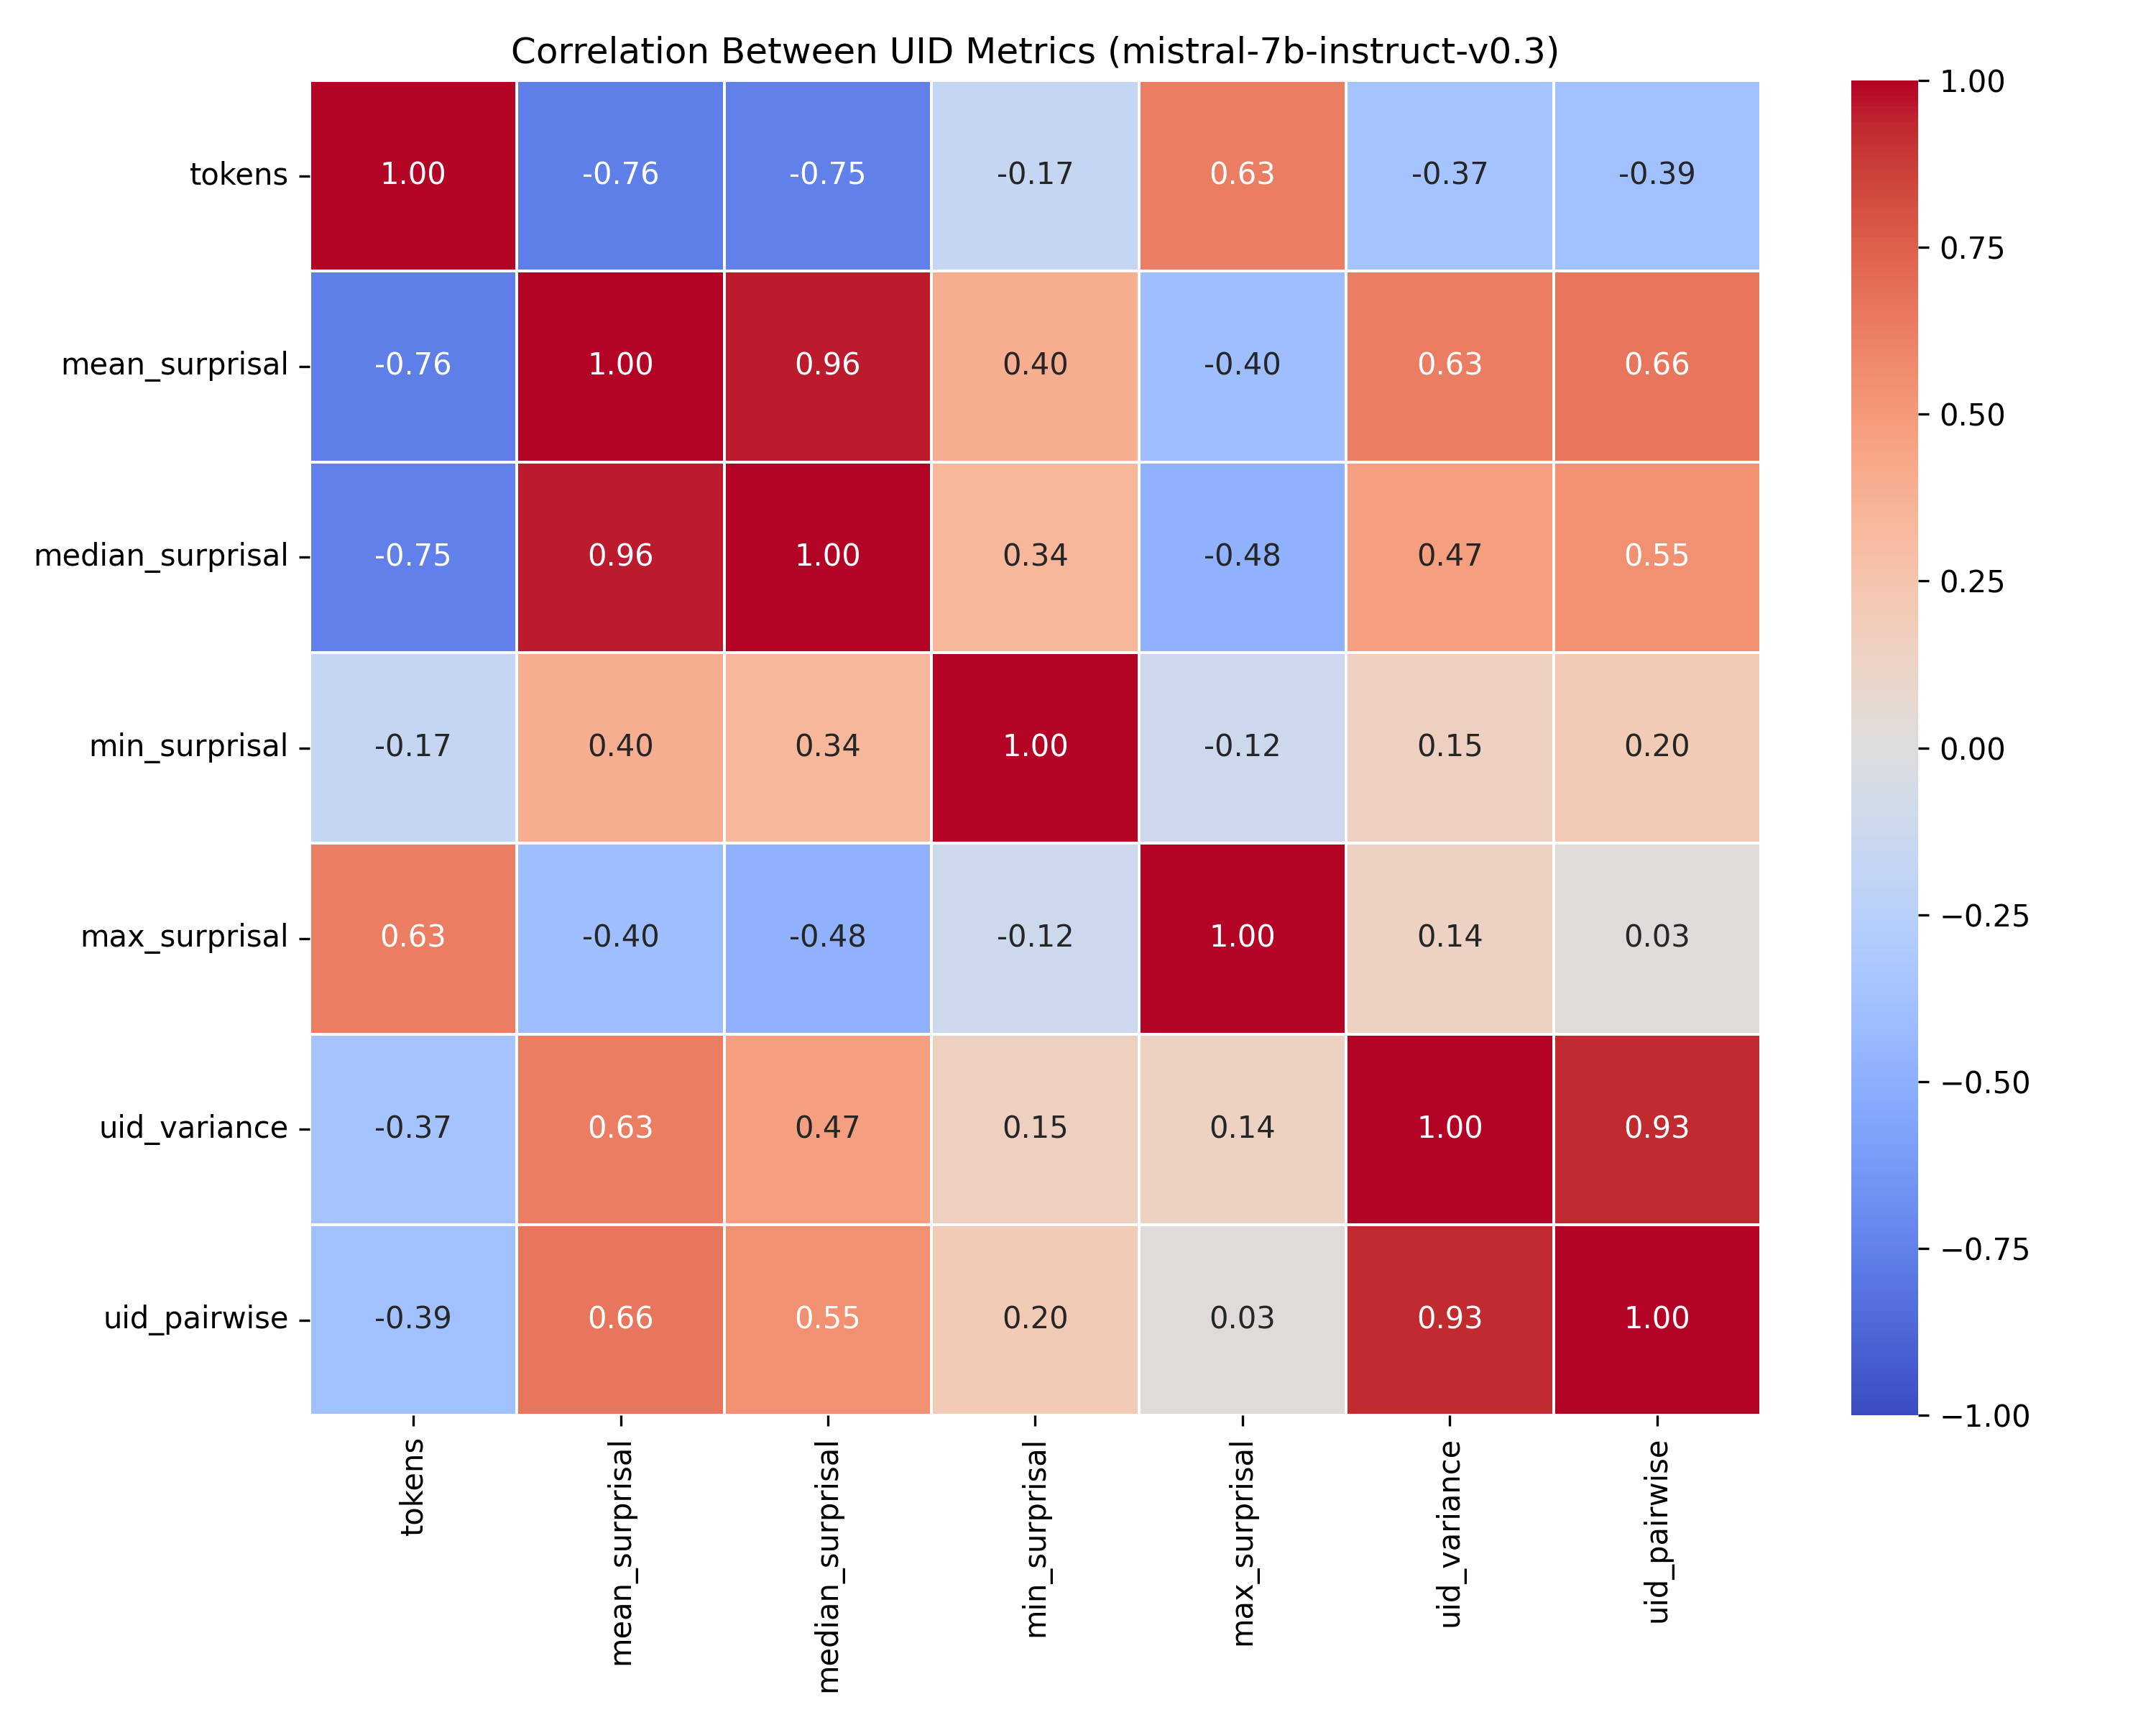 Correlation Between UID Metrics (mistral-7b-instruct-v0.3)
tokens 1.00 -0.76 -0.75 -0.17 0.63 -0.37 -0.39
mean_surprisal -0.76 1.00 0.96 0.40 -0.40 0.63 0.66
median_surprisal -0.75 0.96 1.00 0.34 -0.48 0.47 0.55
min_surprisal -0.17 0.40 0.34 1.00 -0.12 0.15 0.20
max_surprisal 0.63 -0.40 -0.48 -0.12 1.00 0.14 0.03
uid_variance -0.37 0.63 0.47 0.15 0.14 1.00 0.93
uid_pairwise -0.39 0.66 0.55 0.20 0.03 0.93 1.00
tokens
mean_surprisal
median_surprisal
min_surprisal
max_surprisal
uid_variance
uid_pairwise
1.00
0.75
0.50
0.25
0.00
−0.25
−0.50
−0.75
−1.00